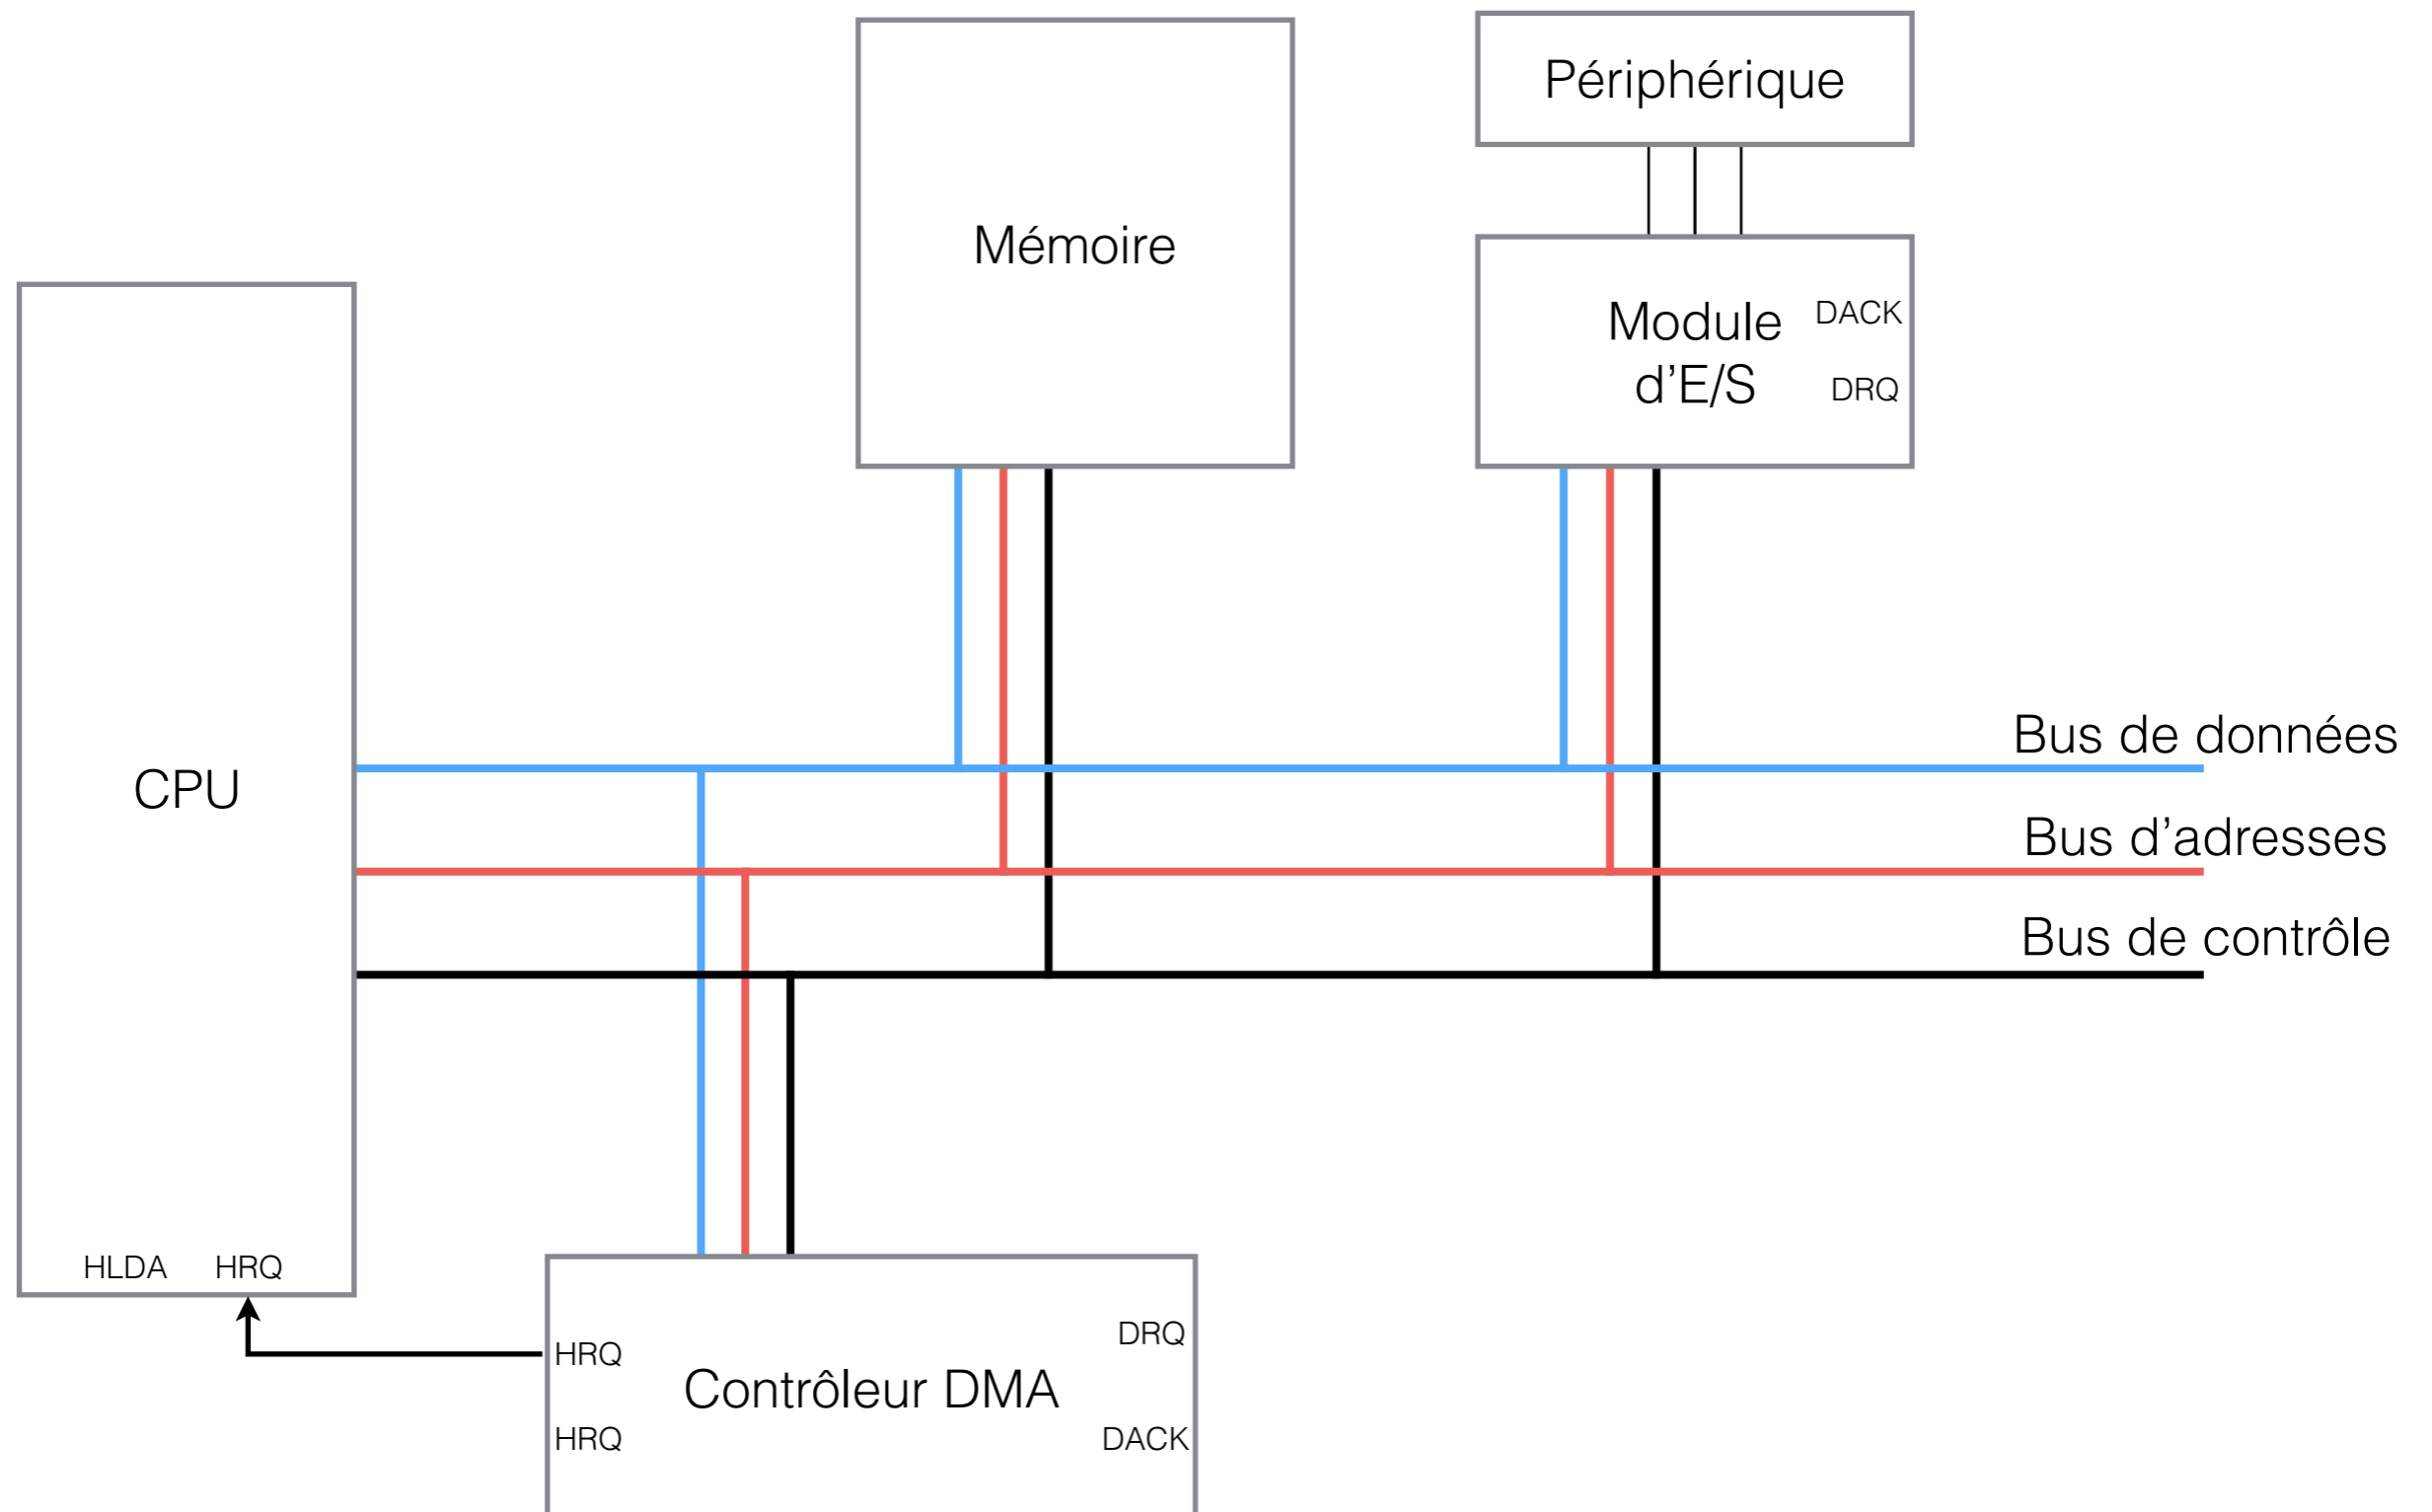 Périphérique
Mémoire
Module
d’E/S
DACK
DRQ
Bus de données
CPU
Bus d’adresses
Bus de contrôle
HLDA
HRQ
HRQ
DRQ
Contrôleur DMA
HRQ
DACK